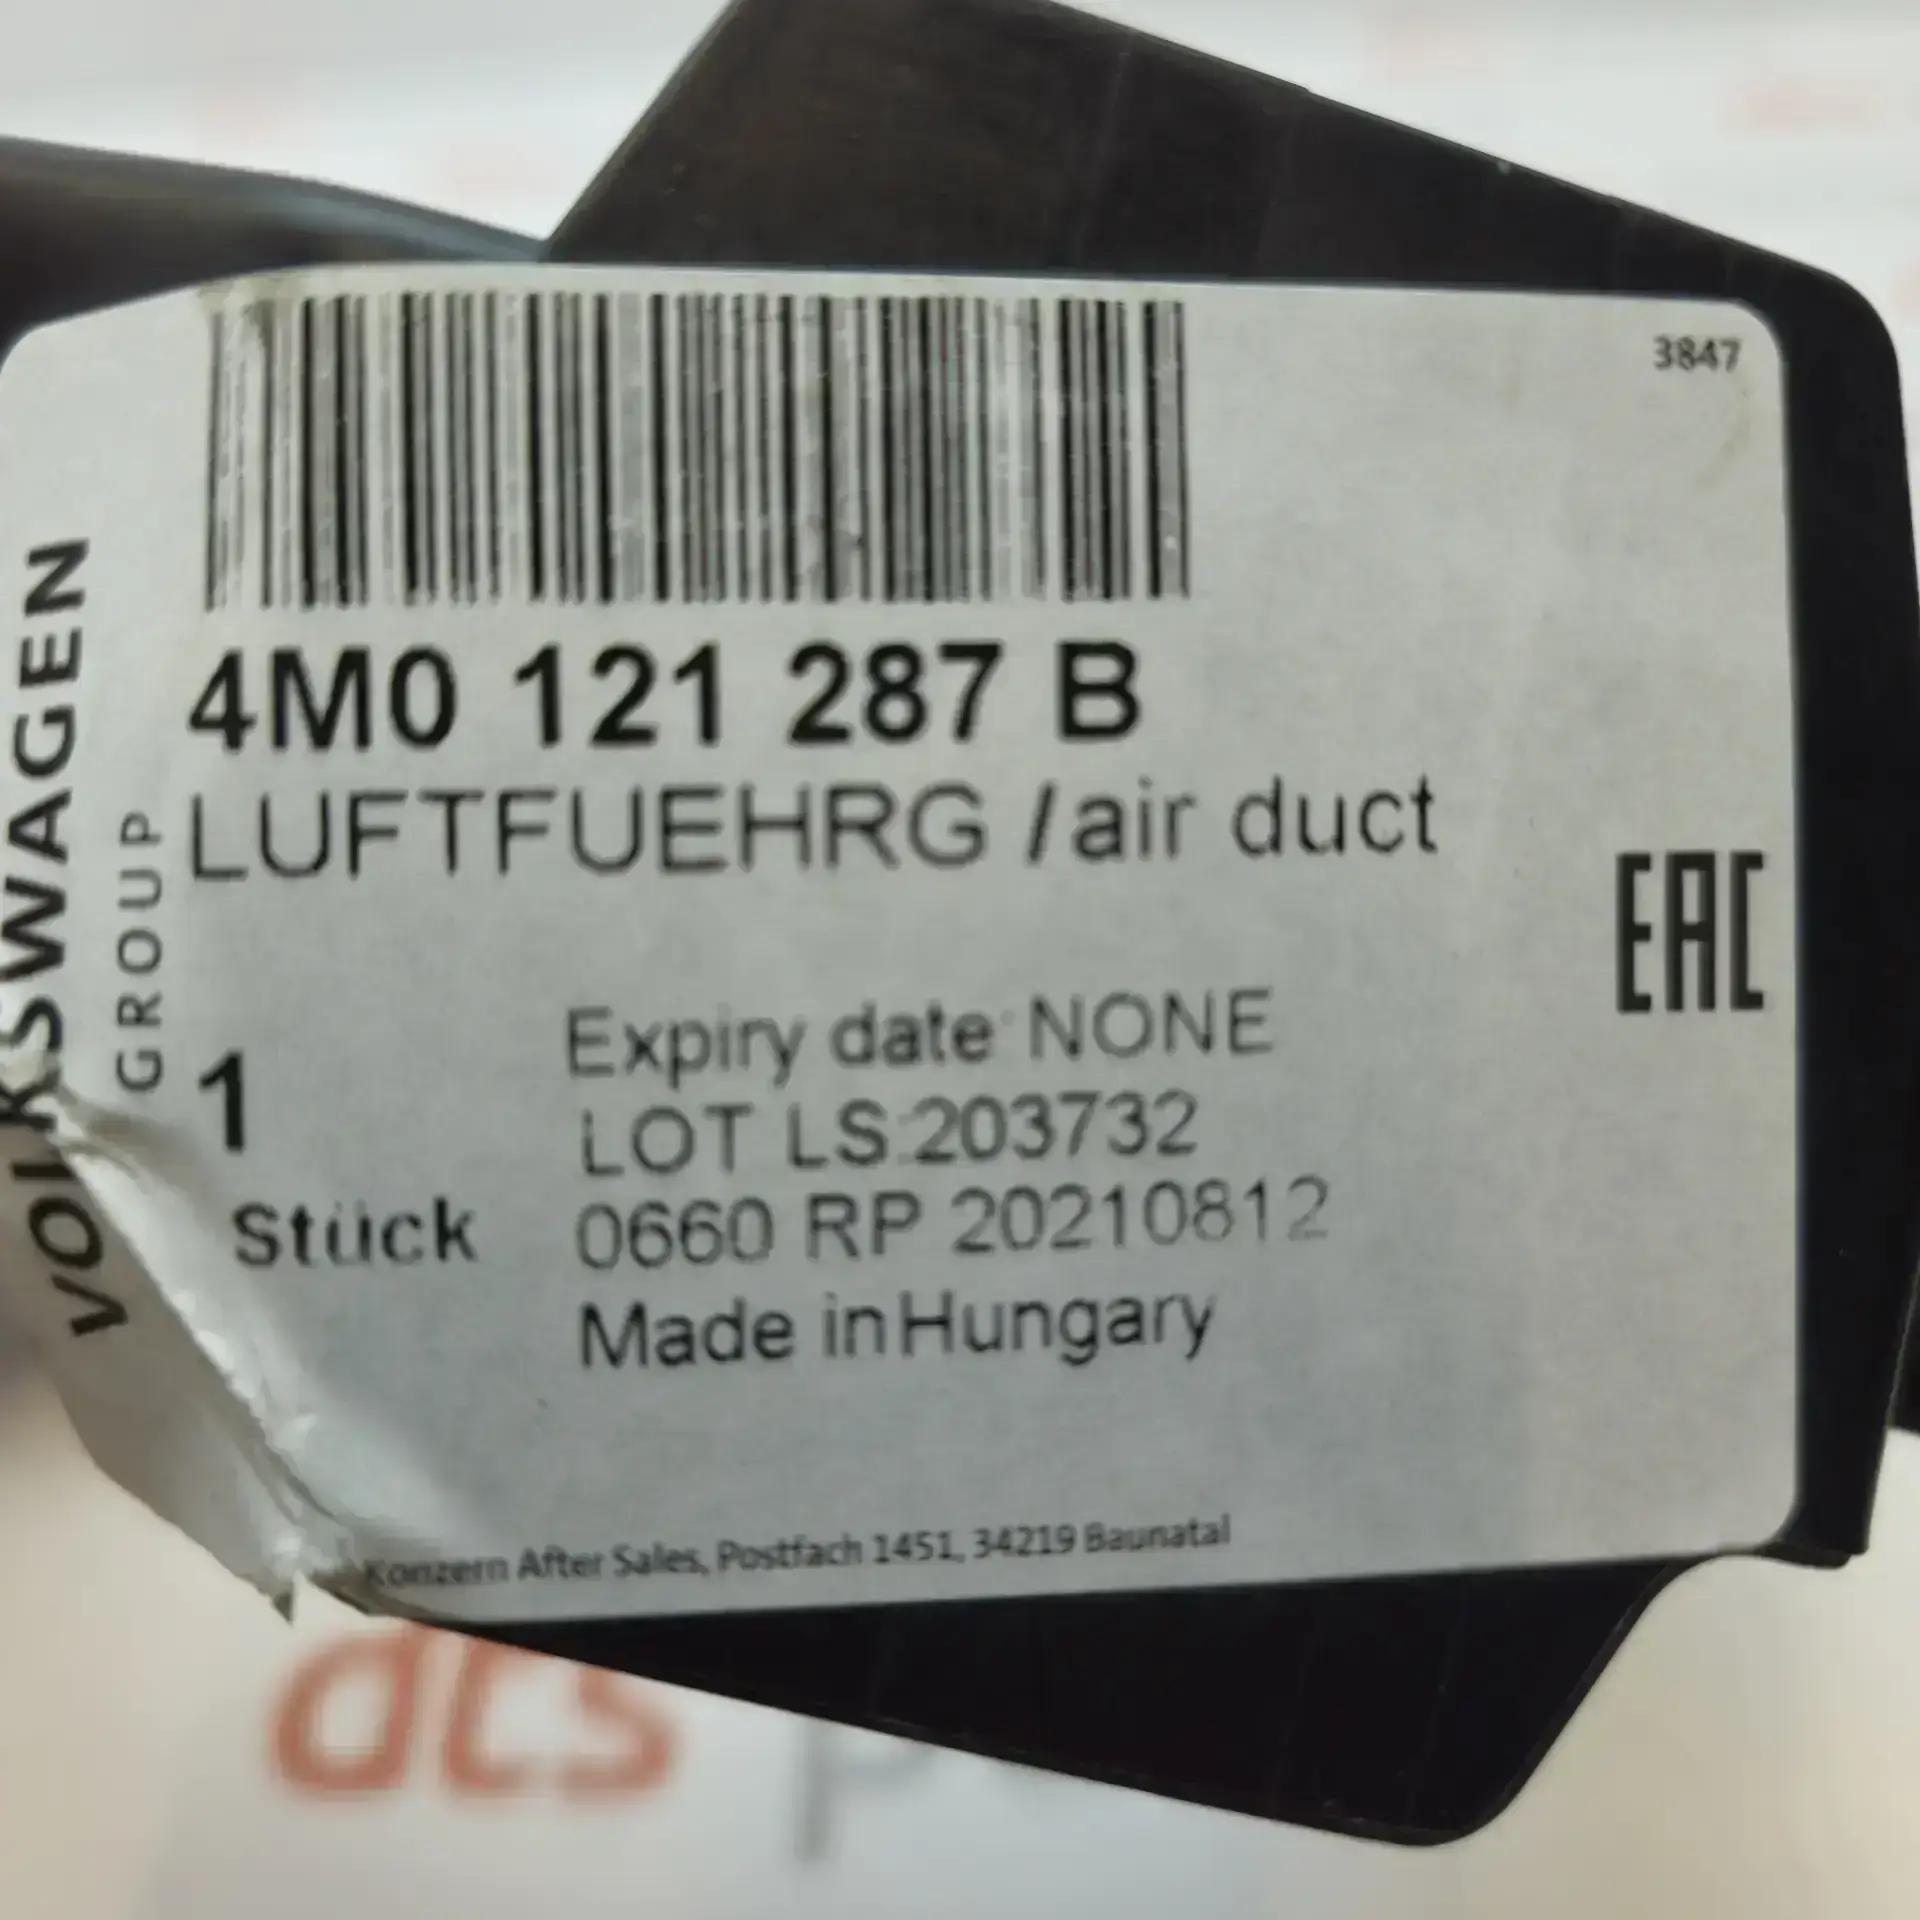 3847
VOLKSWAGEN
GROUP
4M0 121 287 B
LUFTFUEHRG / air duct
EAC
1
Stück
Expiry date NONE
LOT LS:203732
0660 RP 20210812
Made in Hungary
Konzern After Sales, Postfach 1451, 34219 Baunatal
dcs